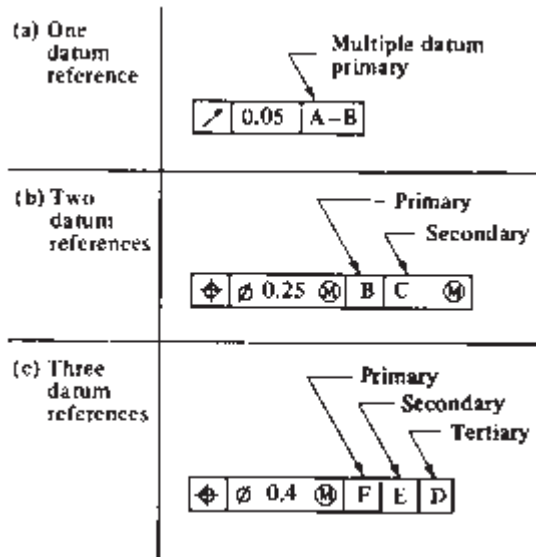 (a) One
datum
reference
Multiple datum
primary
↗ 0.05 A–B
(b) Two
datum
references
– Primary
Secondary
⌖ ⌀ 0.25 Ⓜ B C Ⓜ
(c) Three
datum
references
Primary
Secondary
Tertiary
⌖ ⌀ 0.4 Ⓜ F E D